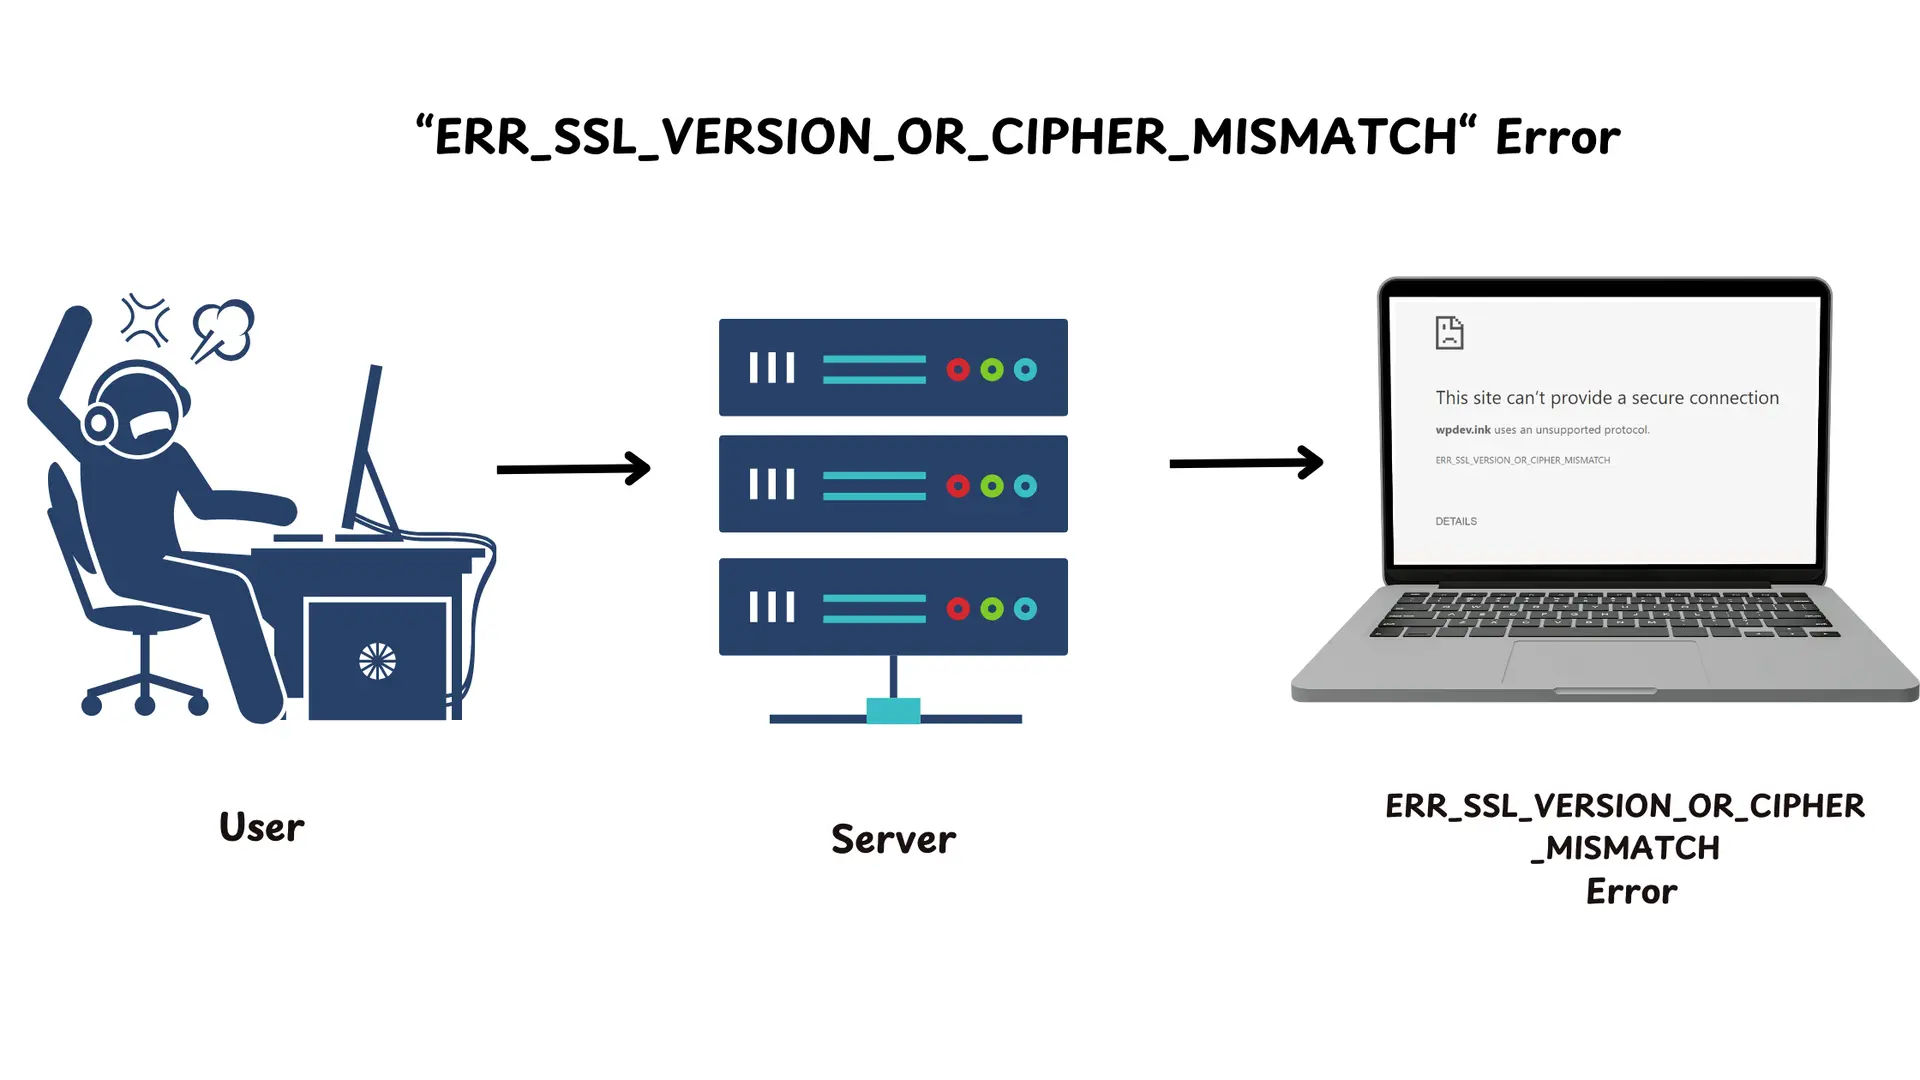 “ERR_SSL_VERSION_OR_CIPHER_MISMATCH“ Error
This site can’t provide a secure connection
wpdev.ink uses an unsupported protocol.
ERR_SSL_VERSION_OR_CIPHER_MISMATCH
DETAILS
User
Server
ERR_SSL_VERSION_OR_CIPHER
_MISMATCH
Error